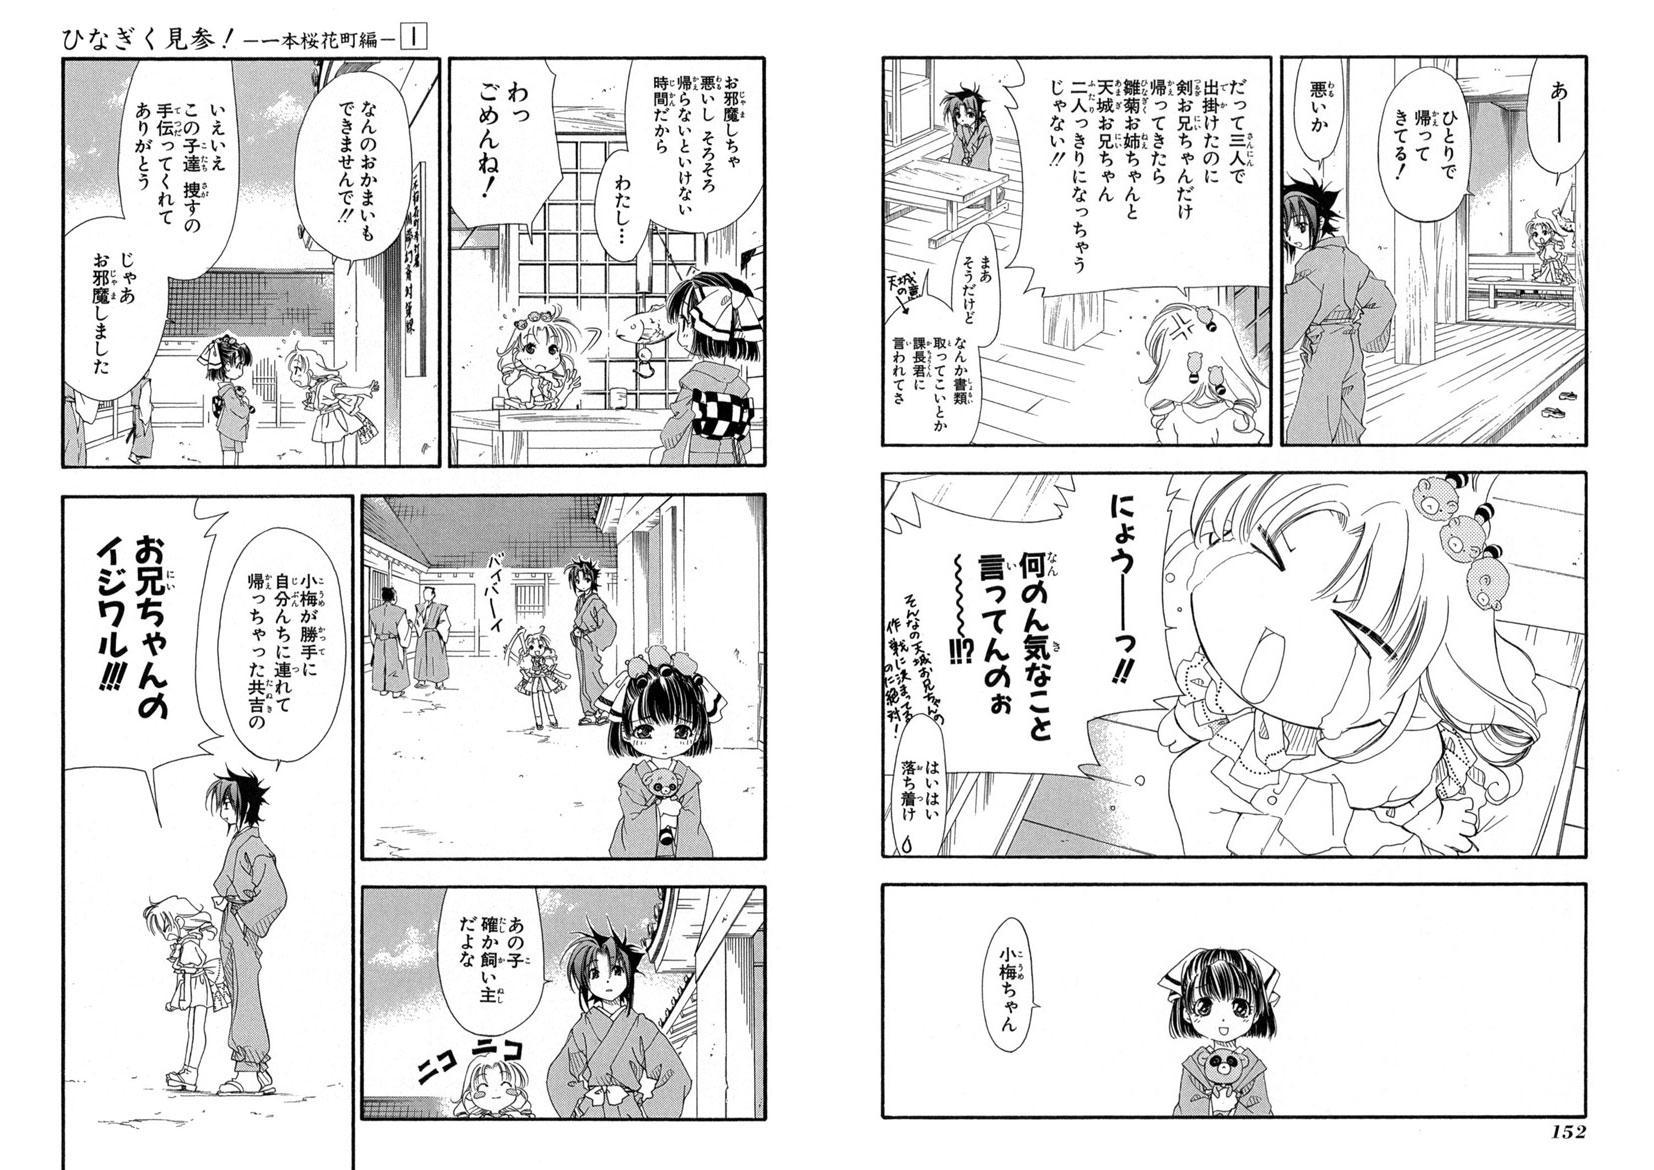 あ――
ひとりで
帰って
きてる！
悪いか
だって三人で
出掛けたのに
剣お兄ちゃんだけ
帰ってきたら
雛菊お姉ちゃんと
天城お兄ちゃん
二人っきりになっちゃう
じゃない!!
まあ
そうだけど
なんか書類
取ってこいとか
課長君に
言われてさ
にょうーーっ!!
何のん気なこと
言ってんのぉ
〜〜〜〜!!?
そんなの天城お兄ちゃんの
作戦に決まってる
のに絶対！
はいはい
落ち着け
小梅ちゃん
152
ひなぎく見参！ －一本桜花町編－ 1
お邪魔しちゃ
悪いし そろそろ
帰らないといけない
時間だから
わたし…
わっ
ごめんね！
なんのおかまいも
できませんで!!
いえいえ
この子達 捜すの
手伝ってくれて
ありがとう
じゃあ
お邪魔しました
バイバーイ
あの子
確か飼い主
だよな
ニコ ニコ
小梅が勝手に
自分んちに連れて
帰っちゃった共吉の
お兄ちゃんの
イジワル!!!